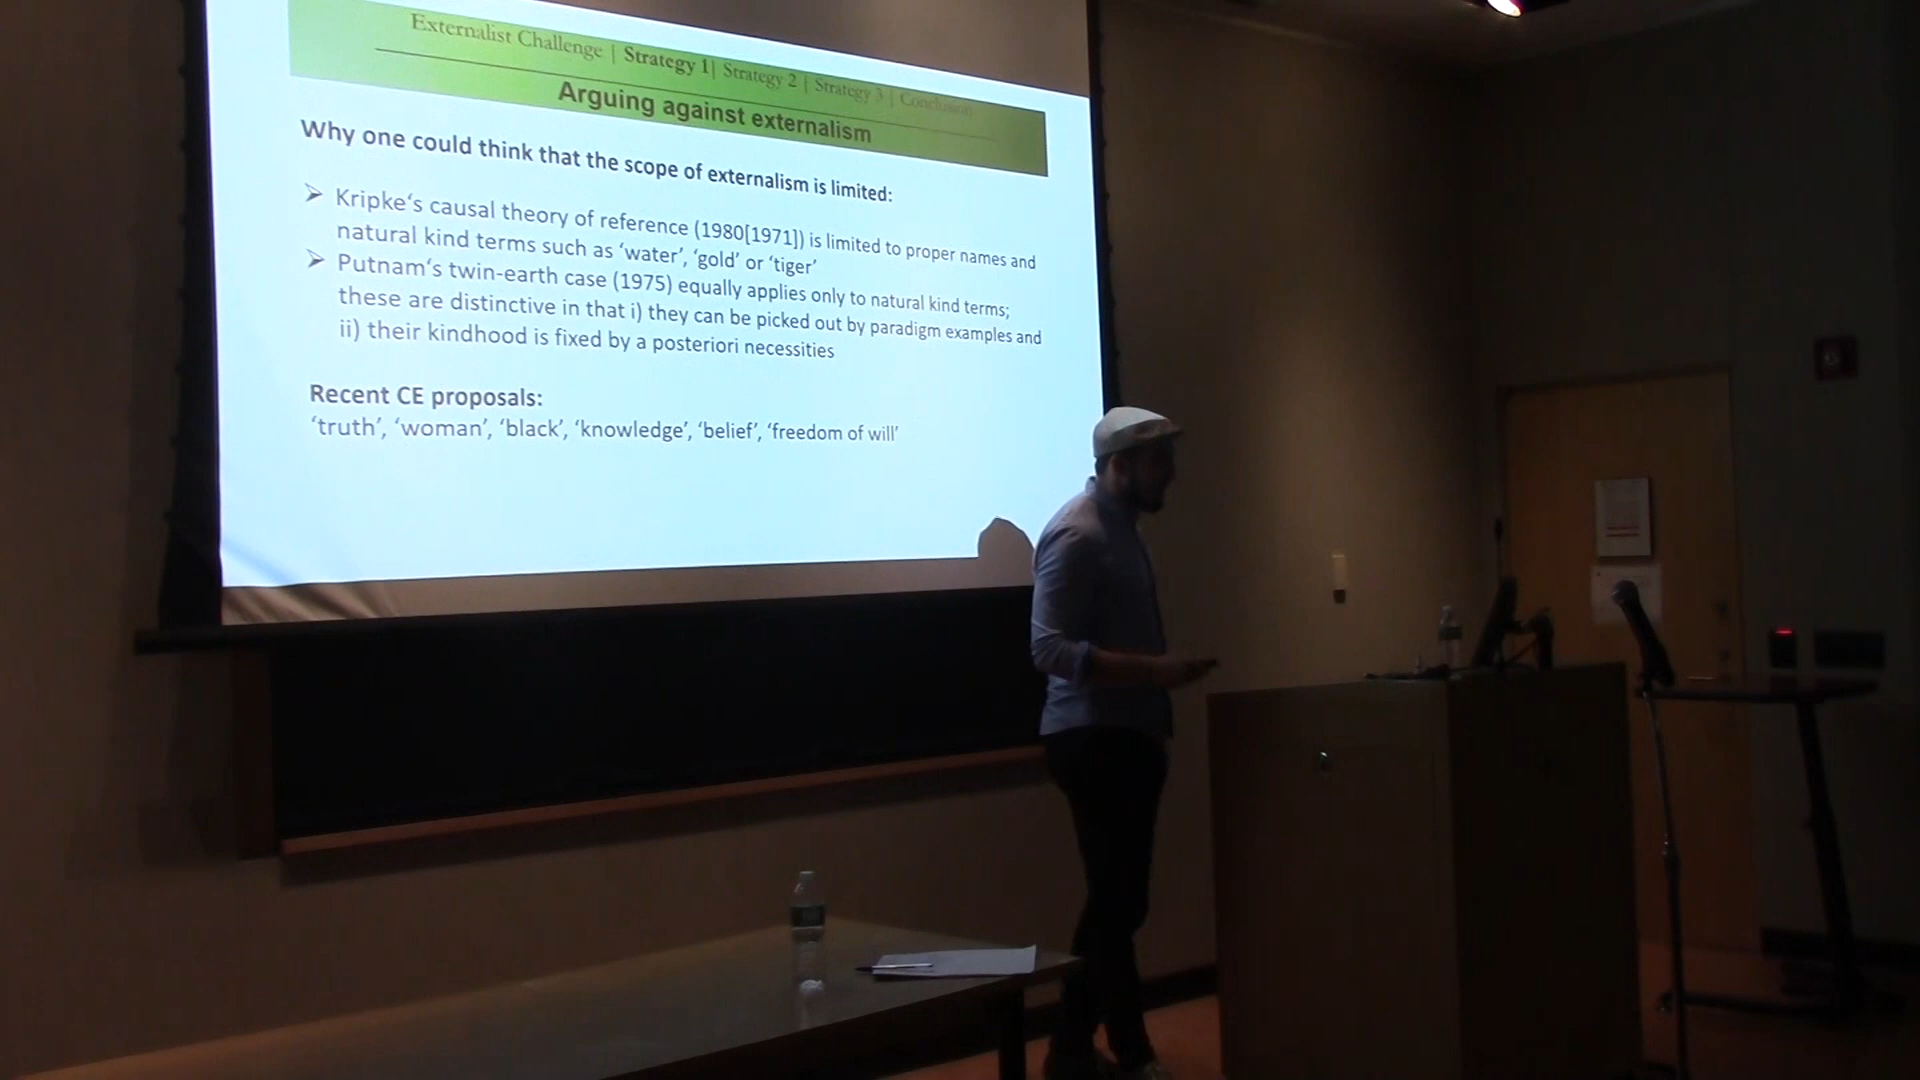 Externalist Challenge | Strategy 1| Strategy 2 | Strategy 3 | Conclusion
Arguing against externalism
Why one could think that the scope of externalism is limited:
➢ Kripke‘s causal theory of reference (1980[1971]) is limited to proper names and
natural kind terms such as ‘water’, ‘gold’ or ‘tiger’
➢ Putnam‘s twin-earth case (1975) equally applies only to natural kind terms;
these are distinctive in that i) they can be picked out by paradigm examples and
ii) their kindhood is fixed by a posteriori necessities
Recent CE proposals:
‘truth’, ‘woman’, ‘black’, ‘knowledge’, ‘belief’, ‘freedom of will’